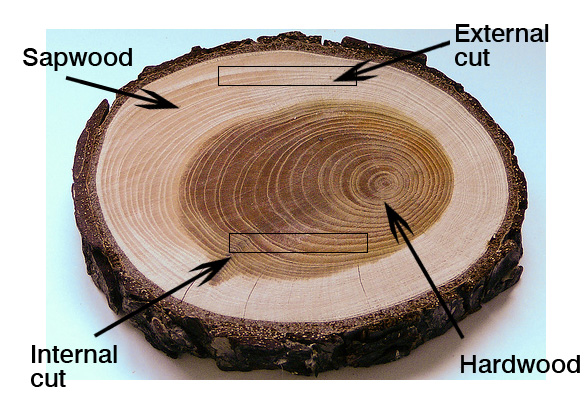 External
cut
Sapwood
Internal
cut
Hardwood